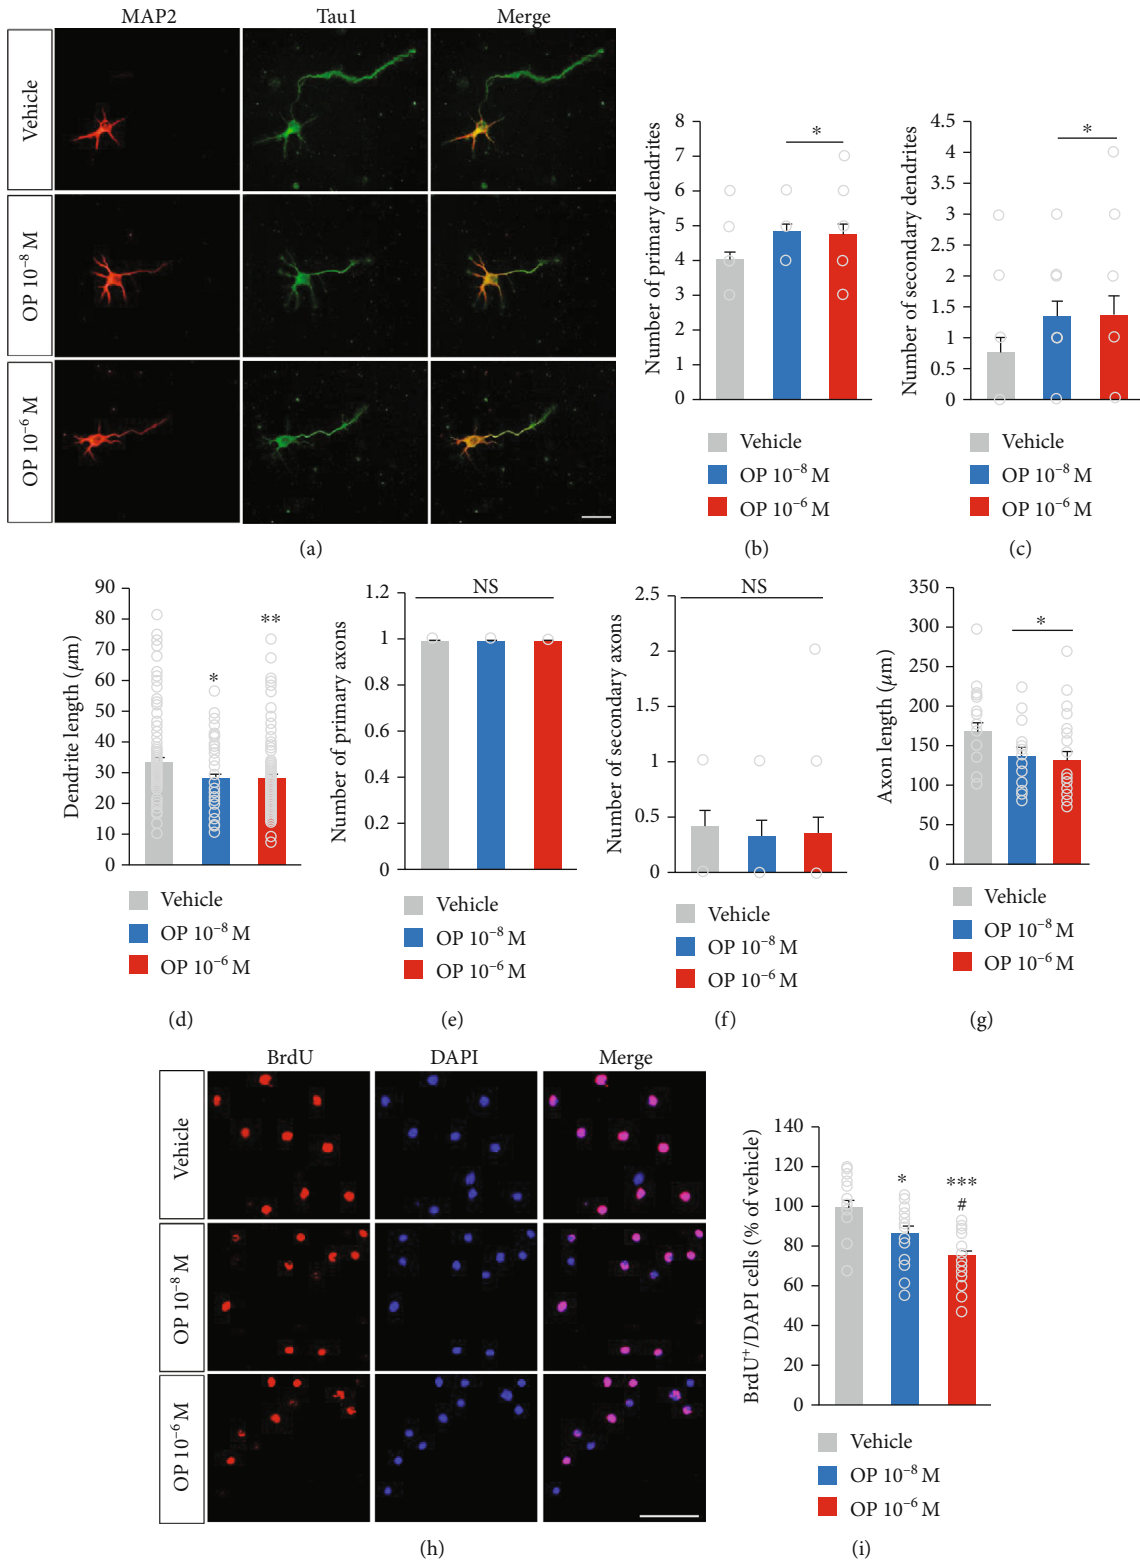 MAP2 Tau1 Merge
Vehicle
OP 10⁻⁸ M
OP 10⁻⁶ M
(a)
Number of primary dendrites
8
7
6
5
4
3
2
1
0
*
Vehicle
OP 10⁻⁸ M
OP 10⁻⁶ M
(b)
Number of secondary dendrites
4.5
4
3.5
3
2.5
2
1.5
1
0.5
0
*
Vehicle
OP 10⁻⁸ M
OP 10⁻⁶ M
(c)
Dendrite length (μm)
90
80
70
60
50
40
30
20
10
0
*
**
Vehicle
OP 10⁻⁸ M
OP 10⁻⁶ M
(d)
Number of primary axons
1.2
1
0.8
0.6
0.4
0.2
0
NS
Vehicle
OP 10⁻⁸ M
OP 10⁻⁶ M
(e)
Number of secondary axons
2.5
2
1.5
1
0.5
0
NS
Vehicle
OP 10⁻⁸ M
OP 10⁻⁶ M
(f)
Axon length (μm)
350
300
250
200
150
100
50
0
*
Vehicle
OP 10⁻⁸ M
OP 10⁻⁶ M
(g)
BrdU DAPI Merge
Vehicle
OP 10⁻⁸ M
OP 10⁻⁶ M
(h)
BrdU⁺/DAPI cells (% of vehicle)
140
120
100
80
60
40
20
0
*
***
#
Vehicle
OP 10⁻⁸ M
OP 10⁻⁶ M
(i)